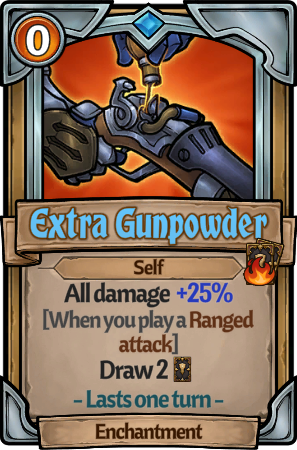 0
Extra Gunpowder
Self
All damage +25%
[When you play a Ranged
attack]
Draw 2
- Lasts one turn -
Enchantment